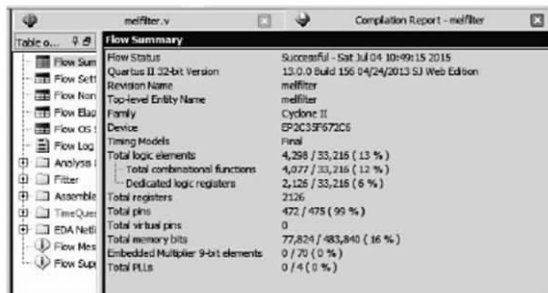 melfilter.v
Compilation Report - melfilter
Table o...
Flow Summary
Flow Sum
Flow Sett
Flow Non
Flow Elap
Flow OS S
Flow Log
Analysis &
Fitter
Assemble
TimeQues
EDA Netli
Flow Mes
Flow Supp
Flow Status Successful - Sat Jul 04 10:49:15 2015
Quartus II 32-bit Version 13.0.0 Build 156 04/24/2013 SJ Web Edition
Revision Name melfilter
Top-level Entity Name melfilter
Family Cyclone II
Device EP2C35F672C6
Timing Models Final
Total logic elements 4,298 / 33,216 ( 13 % )
Total combinational functions 4,077 / 33,216 ( 12 % )
Dedicated logic registers 2,126 / 33,216 ( 6 % )
Total registers 2126
Total pins 472 / 475 ( 99 % )
Total virtual pins 0
Total memory bits 77,824 / 483,840 ( 16 % )
Embedded Multiplier 9-bit elements 0 / 70 ( 0 % )
Total PLLs 0 / 4 ( 0 % )